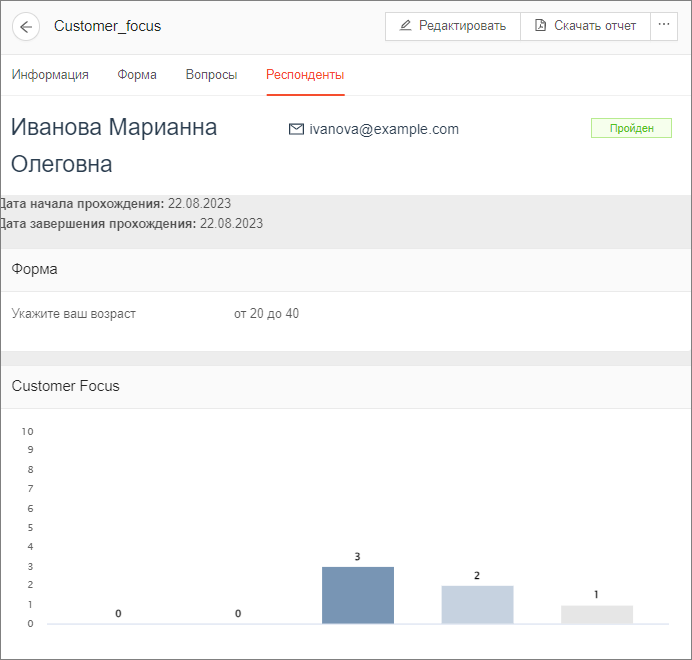 Customer_focus
Редактировать
Скачать отчет
...
Информация
Форма
Вопросы
Респонденты
Иванова Марианна
Олеговна
ivanova@example.com
Пройден
Дата начала прохождения: 22.08.2023
Дата завершения прохождения: 22.08.2023
Форма
Укажите ваш возраст
от 20 до 40
Customer Focus
10
9
8
7
6
5
4
3
2
1
0
0
0
3
2
1